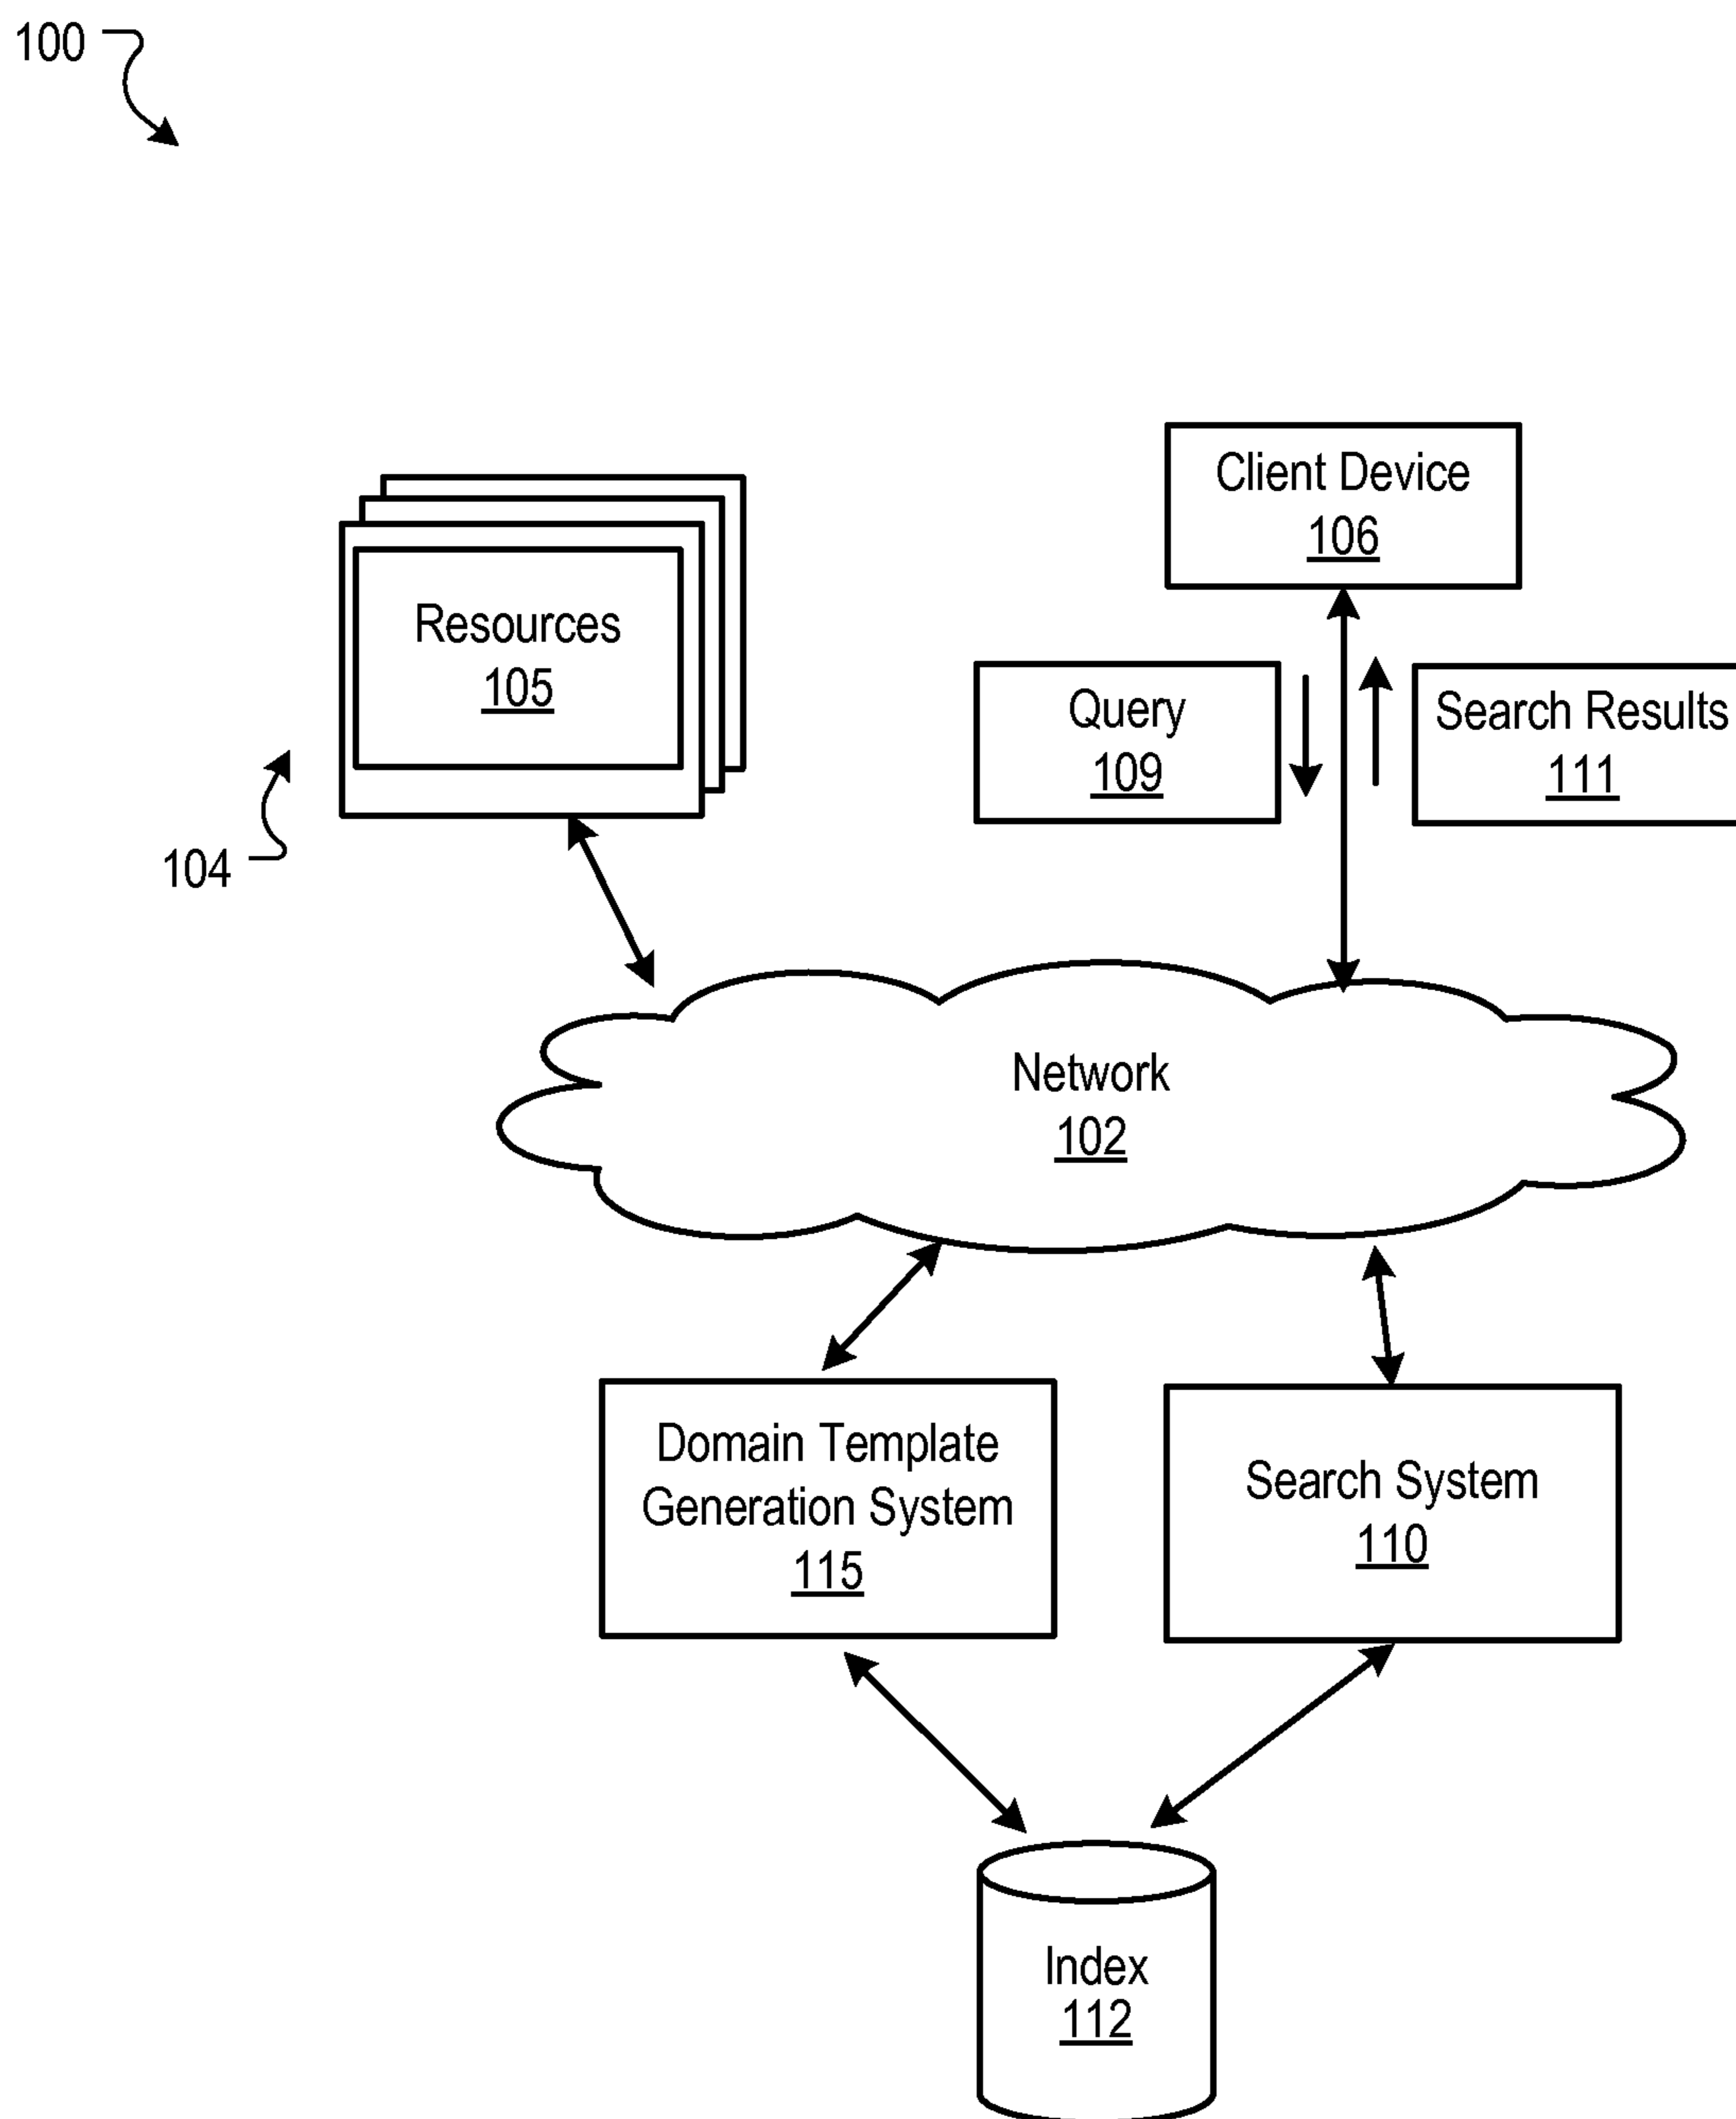 100
Client Device
106
Resources
105
Query
109
Search Results
111
104
Network
102
Domain Template
Generation System
115
Search System
110
Index
112